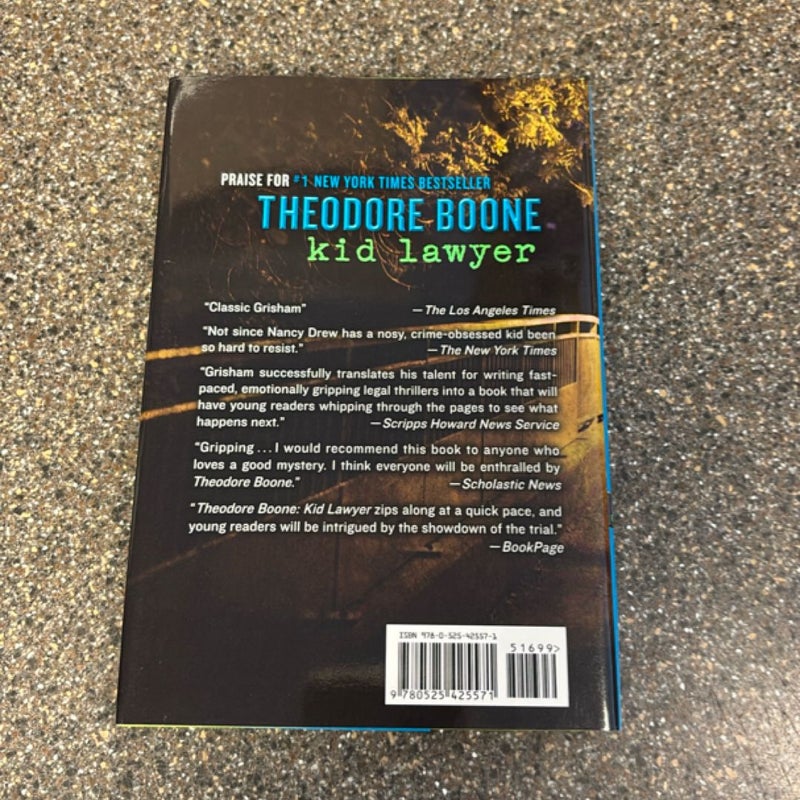 PRAISE FOR #1 NEW YORK TIMES BESTSELLER
THEODORE BOONE
kid lawyer
“Classic Grisham” —The Los Angeles Times
“Not since Nancy Drew has a nosy, crime-obsessed kid been
so hard to resist.” —The New York Times
“Grisham successfully translates his talent for writing fast-
paced, emotionally gripping legal thrillers into a book that will
have young readers whipping through the pages to see what
happens next.” —Scripps Howard News Service
“Gripping . . . I would recommend this book to anyone who
loves a good mystery. I think everyone will be enthralled by
Theodore Boone.” —Scholastic News
“Theodore Boone: Kid Lawyer zips along at a quick pace, and
young readers will be intrigued by the showdown of the trial.”
—BookPage
ISBN 978-0-525-42557-1
51699>
9 780525 425571